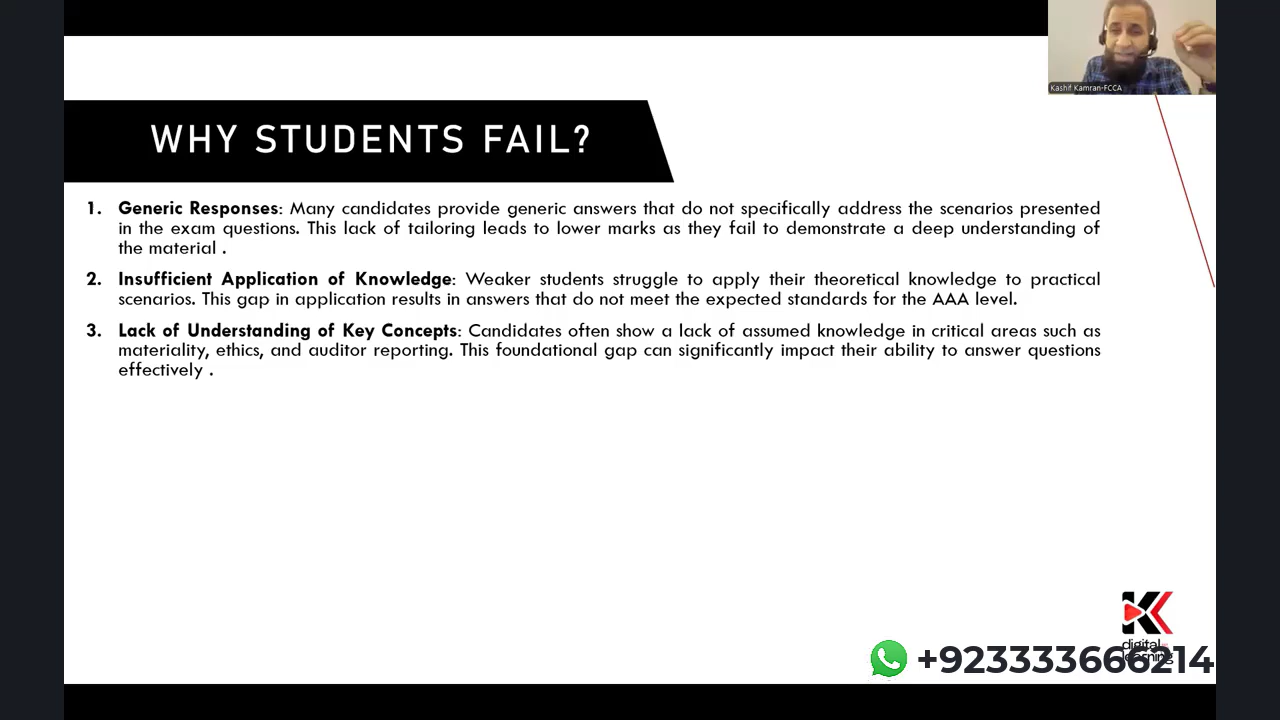 Kashif Kamran-FCCA
WHY STUDENTS FAIL?
1. Generic Responses: Many candidates provide generic answers that do not specifically address the scenarios presented
in the exam questions. This lack of tailoring leads to lower marks as they fail to demonstrate a deep understanding of
the material .
2. Insufficient Application of Knowledge: Weaker students struggle to apply their theoretical knowledge to practical
scenarios. This gap in application results in answers that do not meet the expected standards for the AAA level.
3. Lack of Understanding of Key Concepts: Candidates often show a lack of assumed knowledge in critical areas such as
materiality, ethics, and auditor reporting. This foundational gap can significantly impact their ability to answer questions
effectively .
digital
learning
+923333666214